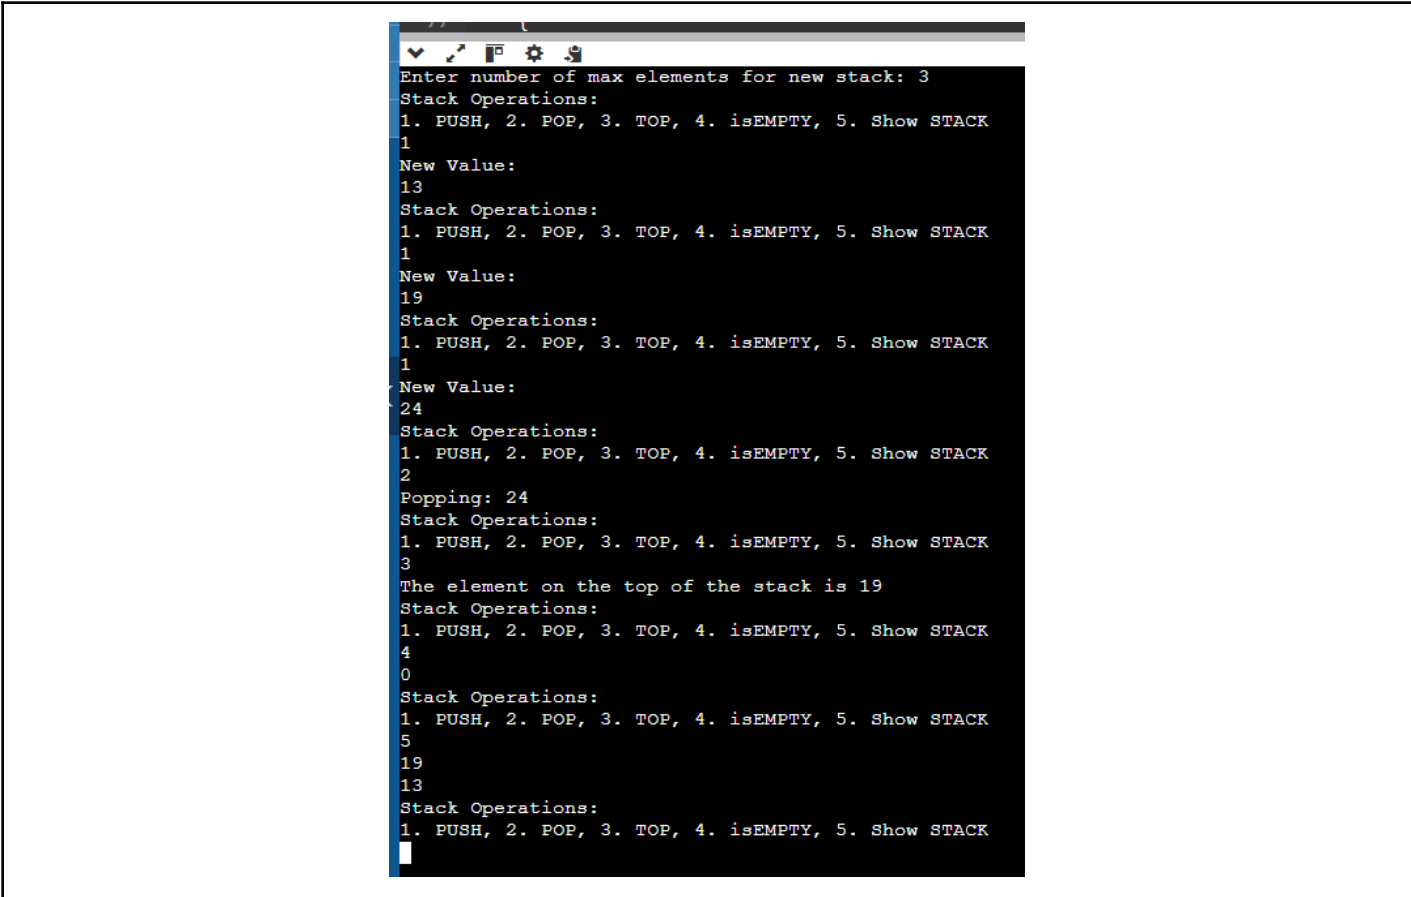 Enter number of max elements for new stack: 3
Stack Operations:
1. PUSH, 2. POP, 3. TOP, 4. isEMPTY, 5. Show STACK
1
New Value:
13
Stack Operations:
1. PUSH, 2. POP, 3. TOP, 4. isEMPTY, 5. Show STACK
1
New Value:
19
Stack Operations:
1. PUSH, 2. POP, 3. TOP, 4. isEMPTY, 5. Show STACK
1
New Value:
24
Stack Operations:
1. PUSH, 2. POP, 3. TOP, 4. isEMPTY, 5. Show STACK
2
Popping: 24
Stack Operations:
1. PUSH, 2. POP, 3. TOP, 4. isEMPTY, 5. Show STACK
3
The element on the top of the stack is 19
Stack Operations:
1. PUSH, 2. POP, 3. TOP, 4. isEMPTY, 5. Show STACK
4
0
Stack Operations:
1. PUSH, 2. POP, 3. TOP, 4. isEMPTY, 5. Show STACK
5
19
13
Stack Operations:
1. PUSH, 2. POP, 3. TOP, 4. isEMPTY, 5. Show STACK